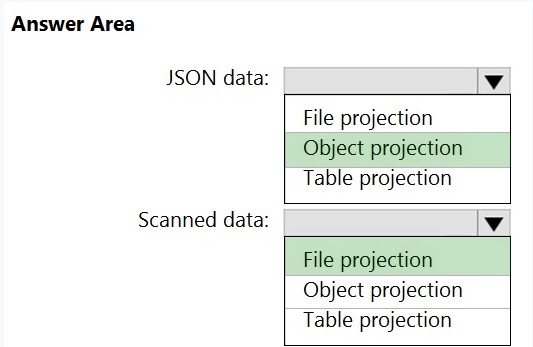 Answer Area
JSON data:
File projection
Object projection
Table projection
Scanned data:
File projection
Object projection
Table projection